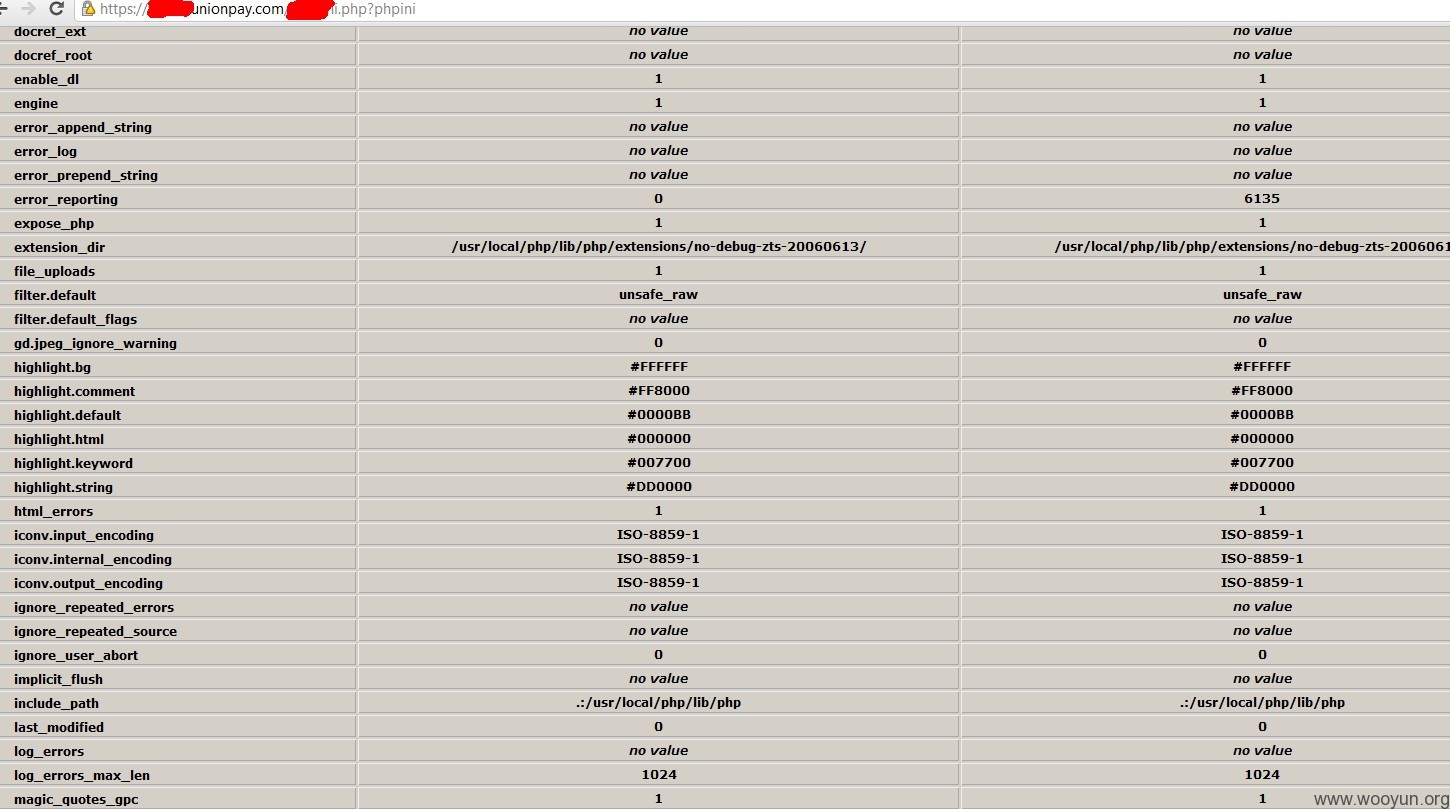 https:// unionpay.com li.php?phpini
docref_ext no value no value
docref_root no value no value
enable_dl 1 1
engine 1 1
error_append_string no value no value
error_log no value no value
error_prepend_string no value no value
error_reporting 0 6135
expose_php 1 1
extension_dir /usr/local/php/lib/php/extensions/no-debug-zts-20060613/ /usr/local/php/lib/php/extensions/no-debug-zts-2006061
file_uploads 1 1
filter.default unsafe_raw unsafe_raw
filter.default_flags no value no value
gd.jpeg_ignore_warning 0 0
highlight.bg #FFFFFF #FFFFFF
highlight.comment #FF8000 #FF8000
highlight.default #0000BB #0000BB
highlight.html #000000 #000000
highlight.keyword #007700 #007700
highlight.string #DD0000 #DD0000
html_errors 1 1
iconv.input_encoding ISO-8859-1 ISO-8859-1
iconv.internal_encoding ISO-8859-1 ISO-8859-1
iconv.output_encoding ISO-8859-1 ISO-8859-1
ignore_repeated_errors no value no value
ignore_repeated_source no value no value
ignore_user_abort 0 0
implicit_flush no value no value
include_path .:/usr/local/php/lib/php .:/usr/local/php/lib/php
last_modified 0 0
log_errors no value no value
log_errors_max_len 1024 1024
magic_quotes_gpc 1 1
www.wooyun.org